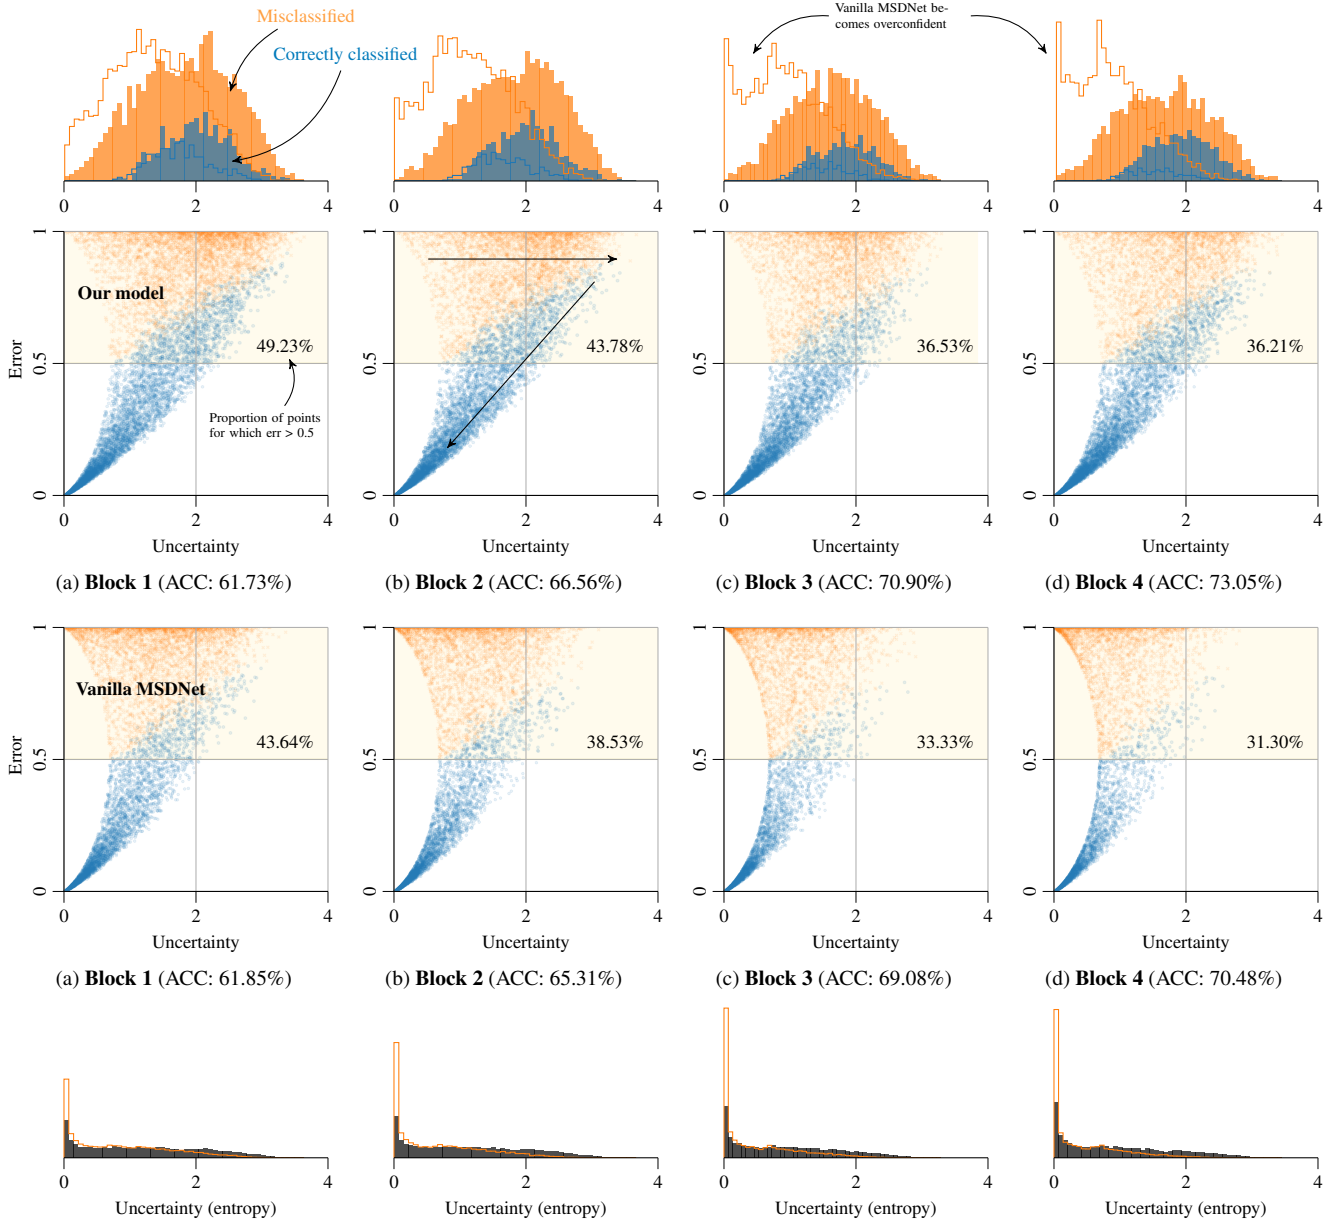 Misclassified
Correctly classified
Vanilla MSDNet be-
comes overconfident
0 2 4
0 2 4
0 2 4
0 2 4
Error
0 0.5 1
Our model
49.23%
Proportion of points
for which err > 0.5
0 2 4
Uncertainty
(a) Block 1 (ACC: 61.73%)
0 0.5 1
43.78%
0 2 4
Uncertainty
(b) Block 2 (ACC: 66.56%)
0 0.5 1
36.53%
0 2 4
Uncertainty
(c) Block 3 (ACC: 70.90%)
0 0.5 1
36.21%
0 2 4
Uncertainty
(d) Block 4 (ACC: 73.05%)
Error
0 0.5 1
Vanilla MSDNet
43.64%
0 2 4
Uncertainty
(a) Block 1 (ACC: 61.85%)
0 0.5 1
38.53%
0 2 4
Uncertainty
(b) Block 2 (ACC: 65.31%)
0 0.5 1
33.33%
0 2 4
Uncertainty
(c) Block 3 (ACC: 69.08%)
0 0.5 1
31.30%
0 2 4
Uncertainty
(d) Block 4 (ACC: 70.48%)
0 2 4
Uncertainty (entropy)
0 2 4
Uncertainty (entropy)
0 2 4
Uncertainty (entropy)
0 2 4
Uncertainty (entropy)